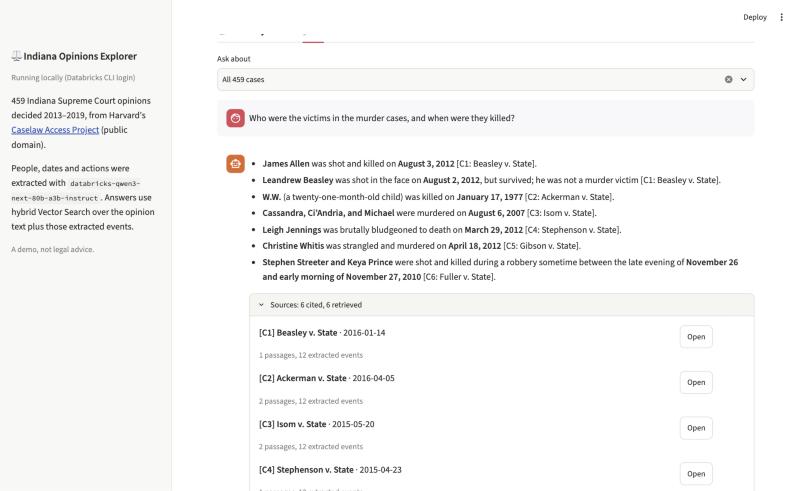 Deploy
Indiana Opinions Explorer
Running locally (Databricks CLI login)
459 Indiana Supreme Court opinions
decided 2013–2019, from Harvard's
Caselaw Access Project (public
domain).
People, dates and actions were
extracted with databricks-qwen3-
next-80b-a3b-instruct. Answers use
hybrid Vector Search over the opinion
text plus those extracted events.
A demo, not legal advice.
Ask about
All 459 cases
Who were the victims in the murder cases, and when were they killed?
• James Allen was shot and killed on August 3, 2012 [C1: Beasley v. State].
• Leandrew Beasley was shot in the face on August 2, 2012, but survived; he was not a murder victim [C1: Beasley v. State].
• W.W. (a twenty-one-month-old child) was killed on January 17, 1977 [C2: Ackerman v. State].
• Cassandra, Ci'Andria, and Michael were murdered on August 6, 2007 [C3: Isom v. State].
• Leigh Jennings was brutally bludgeoned to death on March 29, 2012 [C4: Stephenson v. State].
• Christine Whitis was strangled and murdered on April 18, 2012 [C5: Gibson v. State].
• Stephen Streeter and Keya Prince were shot and killed during a robbery sometime between the late evening of November 26
and early morning of November 27, 2010 [C6: Fuller v. State].
Sources: 6 cited, 6 retrieved
[C1] Beasley v. State · 2016-01-14
Open
1 passages, 12 extracted events
[C2] Ackerman v. State · 2016-04-05
Open
2 passages, 12 extracted events
[C3] Isom v. State · 2015-05-20
Open
2 passages, 12 extracted events
[C4] Stephenson v. State · 2015-04-23
Open